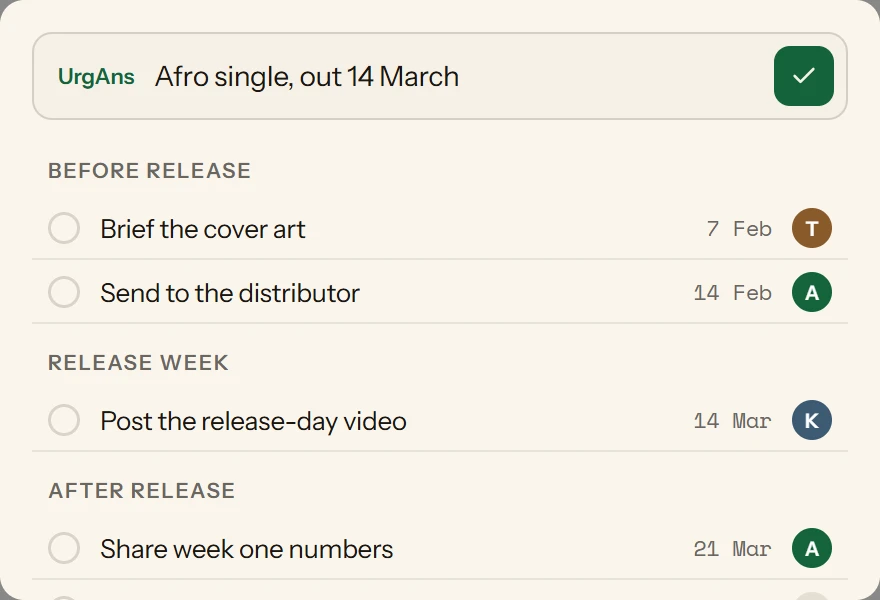 UrgAns Afro single, out 14 March
BEFORE RELEASE
Brief the cover art 7 Feb T
Send to the distributor 14 Feb A
RELEASE WEEK
Post the release-day video 14 Mar K
AFTER RELEASE
Share week one numbers 21 Mar A